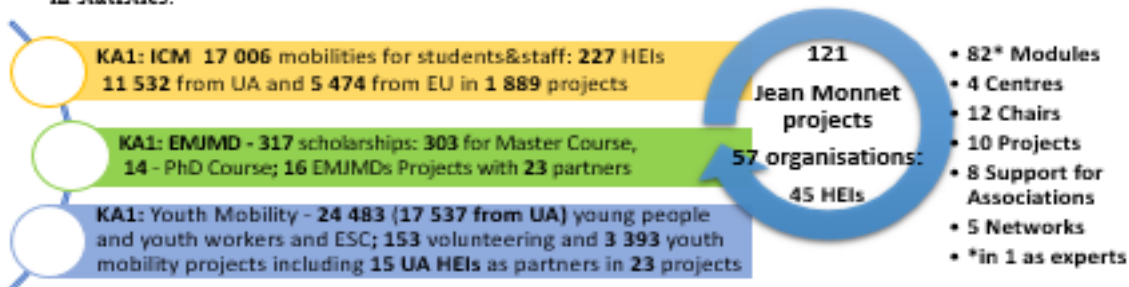 KA1: ICM 17 006 mobilities for students&staff: 227 HEIs
11 532 from UA and 5 474 from EU in 1 889 projects
KA1: EMJMD - 317 scholarships: 303 for Master Course,
14 - PhD Course; 16 EMJMDs Projects with 23 partners
KA1: Youth Mobility - 24 483 (17 537 from UA) young people
and youth workers and ESC; 153 volunteering and 3 393 youth
mobility projects including 15 UA HEIs as partners in 23 projects
121
Jean Monnet
projects
57 organisations:
45 HEIs
• 82* Modules
• 4 Centres
• 12 Chairs
• 10 Projects
• 8 Support for
Associations
• 5 Networks
• *in 1 as experts